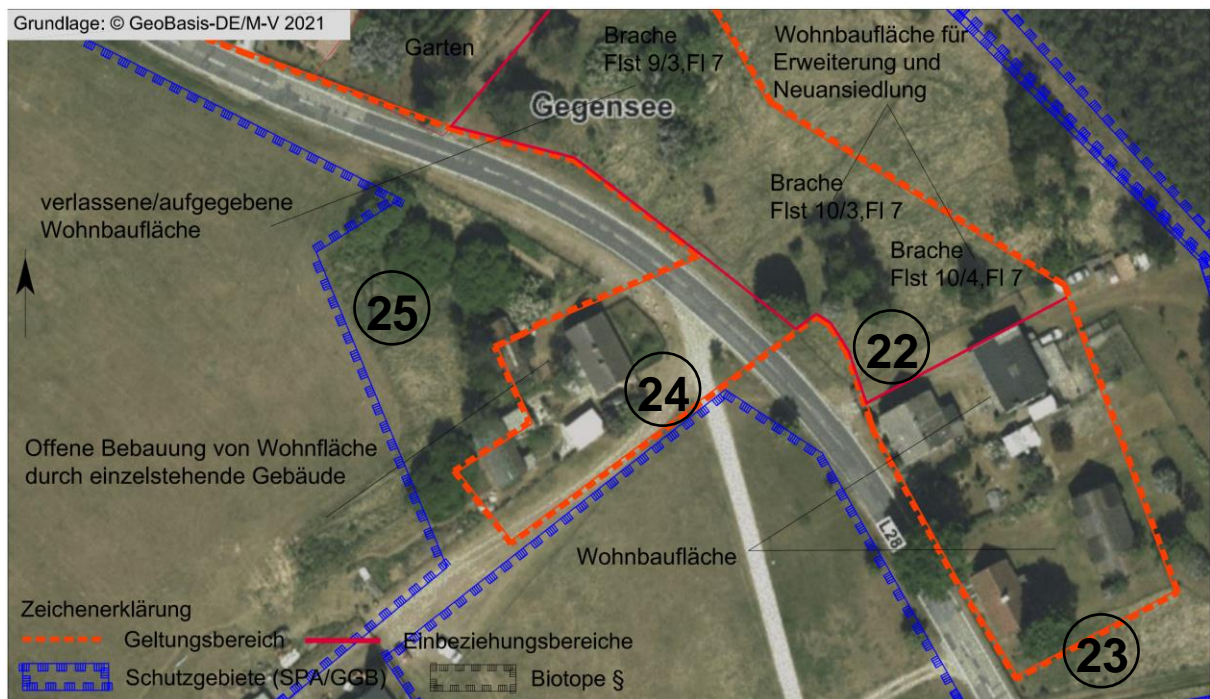 Grundlage: © GeoBasis-DE/M-V 2021
Garten
Brache
Flst 9/3,Fl 7
Wohnbaufläche für
Erweiterung und
Neuansiedlung
Gegensee
verlassene/aufgegebene
Wohnbaufläche
Brache
Flst 10/3,Fl 7
Brache
Flst 10/4,Fl 7
25
22
24
Offene Bebauung von Wohnfläche
durch einzelstehende Gebäude
L28
Wohnbaufläche
23
Zeichenerklärung
Geltungsbereich
Einbeziehungsbereiche
Schutzgebiete (SPA/GGB)
Biotope §